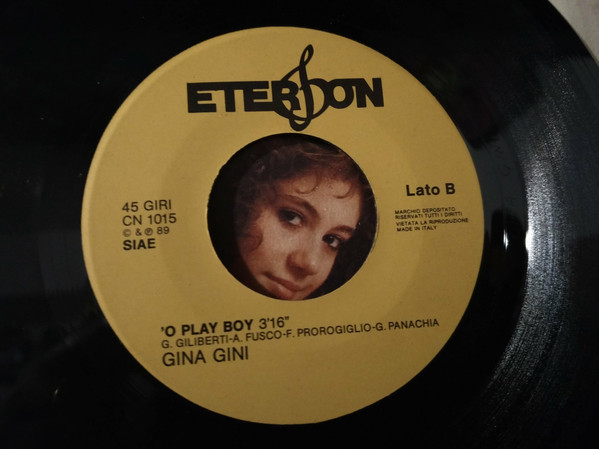 ETERSON
45 GIRI
CN 1015
© & ℗ 89
SIAE
Lato B
MARCHIO DEPOSITATO
RISERVATI TUTTI I DIRITTI
VIETATA LA RIPRODUZIONE
MADE IN ITALY
'O PLAY BOY 3'16"
G. GILIBERTI-A. FUSCO-F. PROROGIGLIO-G. PANACHIA
GINA GINI